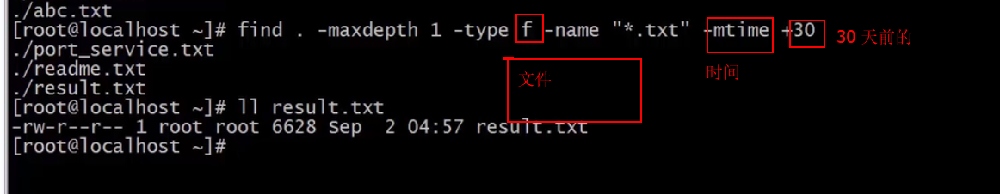 ./abc.txt
[root@localhost ~]# find . -maxdepth 1 -type f -name "*.txt" -mtime +30
30 天前的
./port_service.txt
./readme.txt
时间
文件
./result.txt
[root@localhost ~]# ll result.txt
-rw-r--r-- 1 root root 6628 Sep  2 04:57 result.txt
[root@localhost ~]#